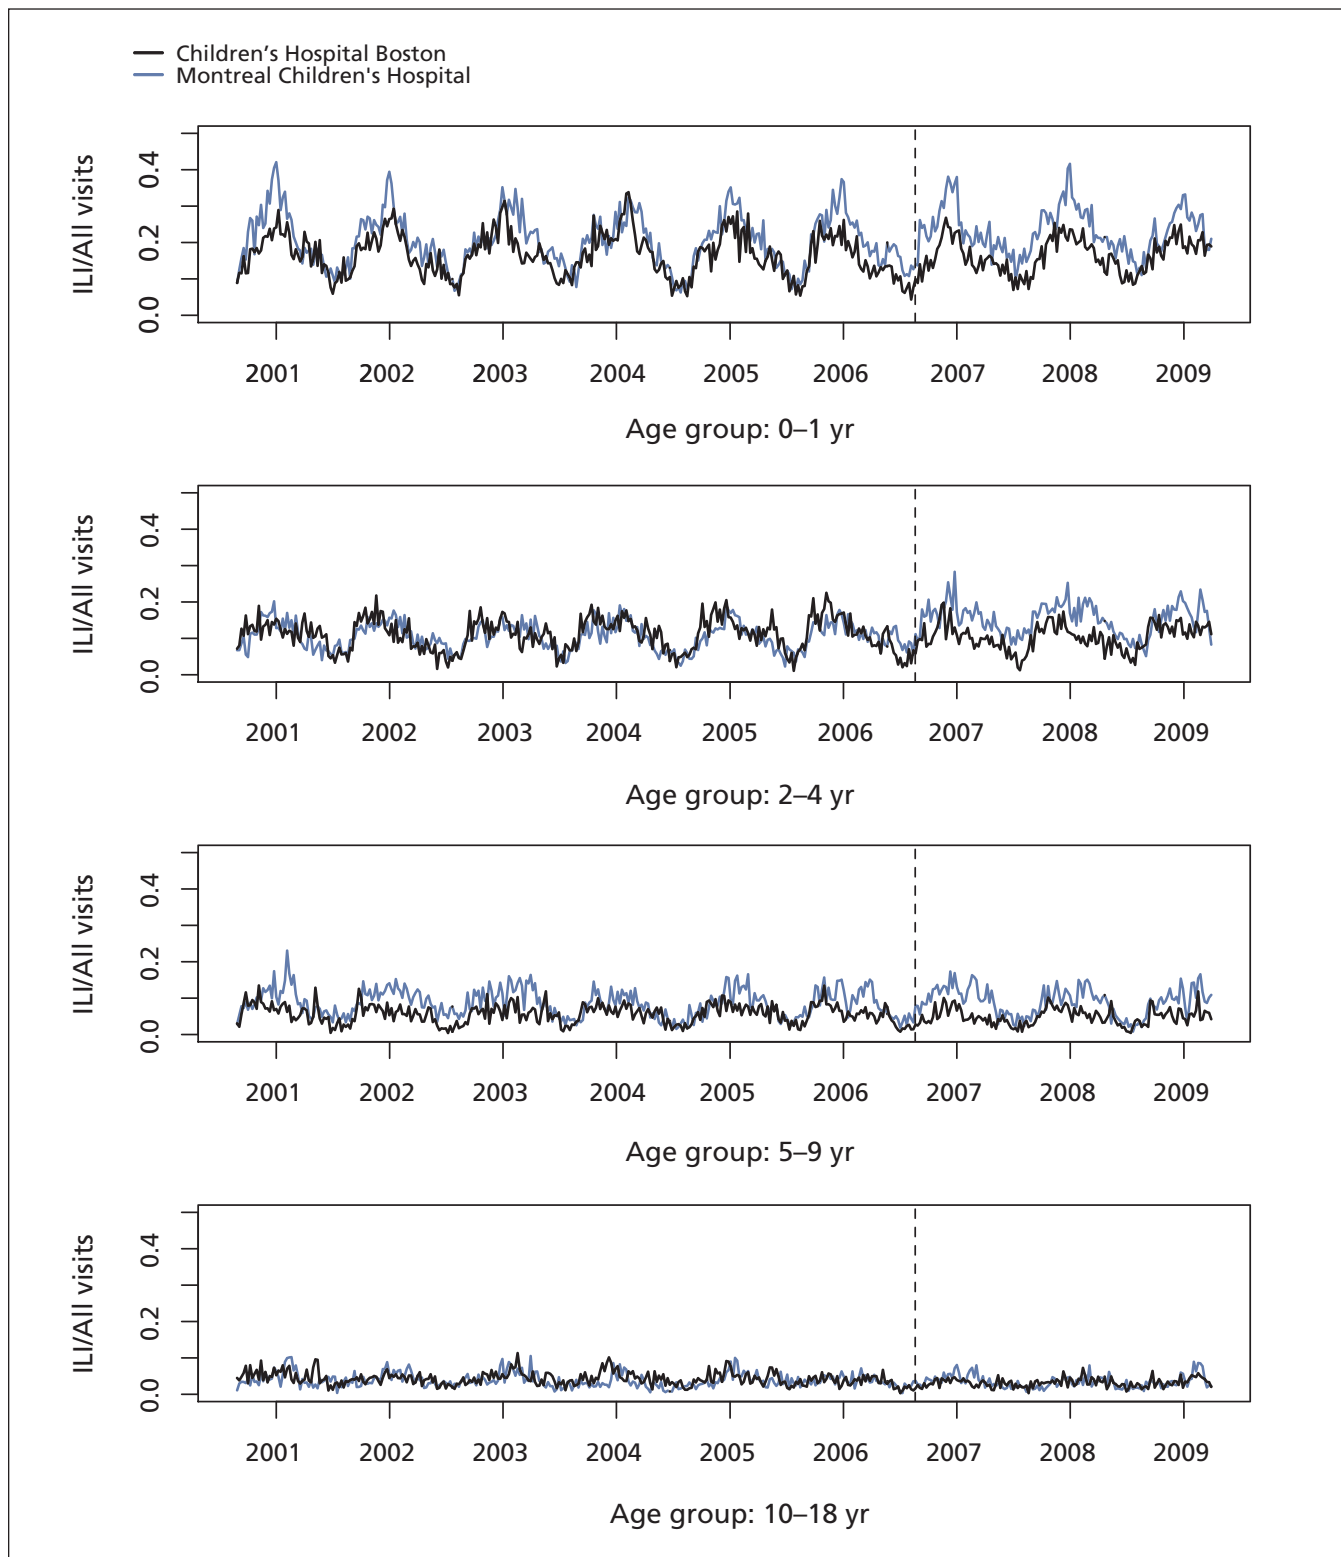 Children's Hospital Boston
Montreal Children's Hospital
ILI/All visits
0.4
0.2
0.0
2001 2002 2003 2004 2005 2006 2007 2008 2009
Age group: 0–1 yr
ILI/All visits
0.4
0.2
0.0
2001 2002 2003 2004 2005 2006 2007 2008 2009
Age group: 2–4 yr
ILI/All visits
0.4
0.2
0.0
2001 2002 2003 2004 2005 2006 2007 2008 2009
Age group: 5–9 yr
ILI/All visits
0.4
0.2
0.0
2001 2002 2003 2004 2005 2006 2007 2008 2009
Age group: 10–18 yr